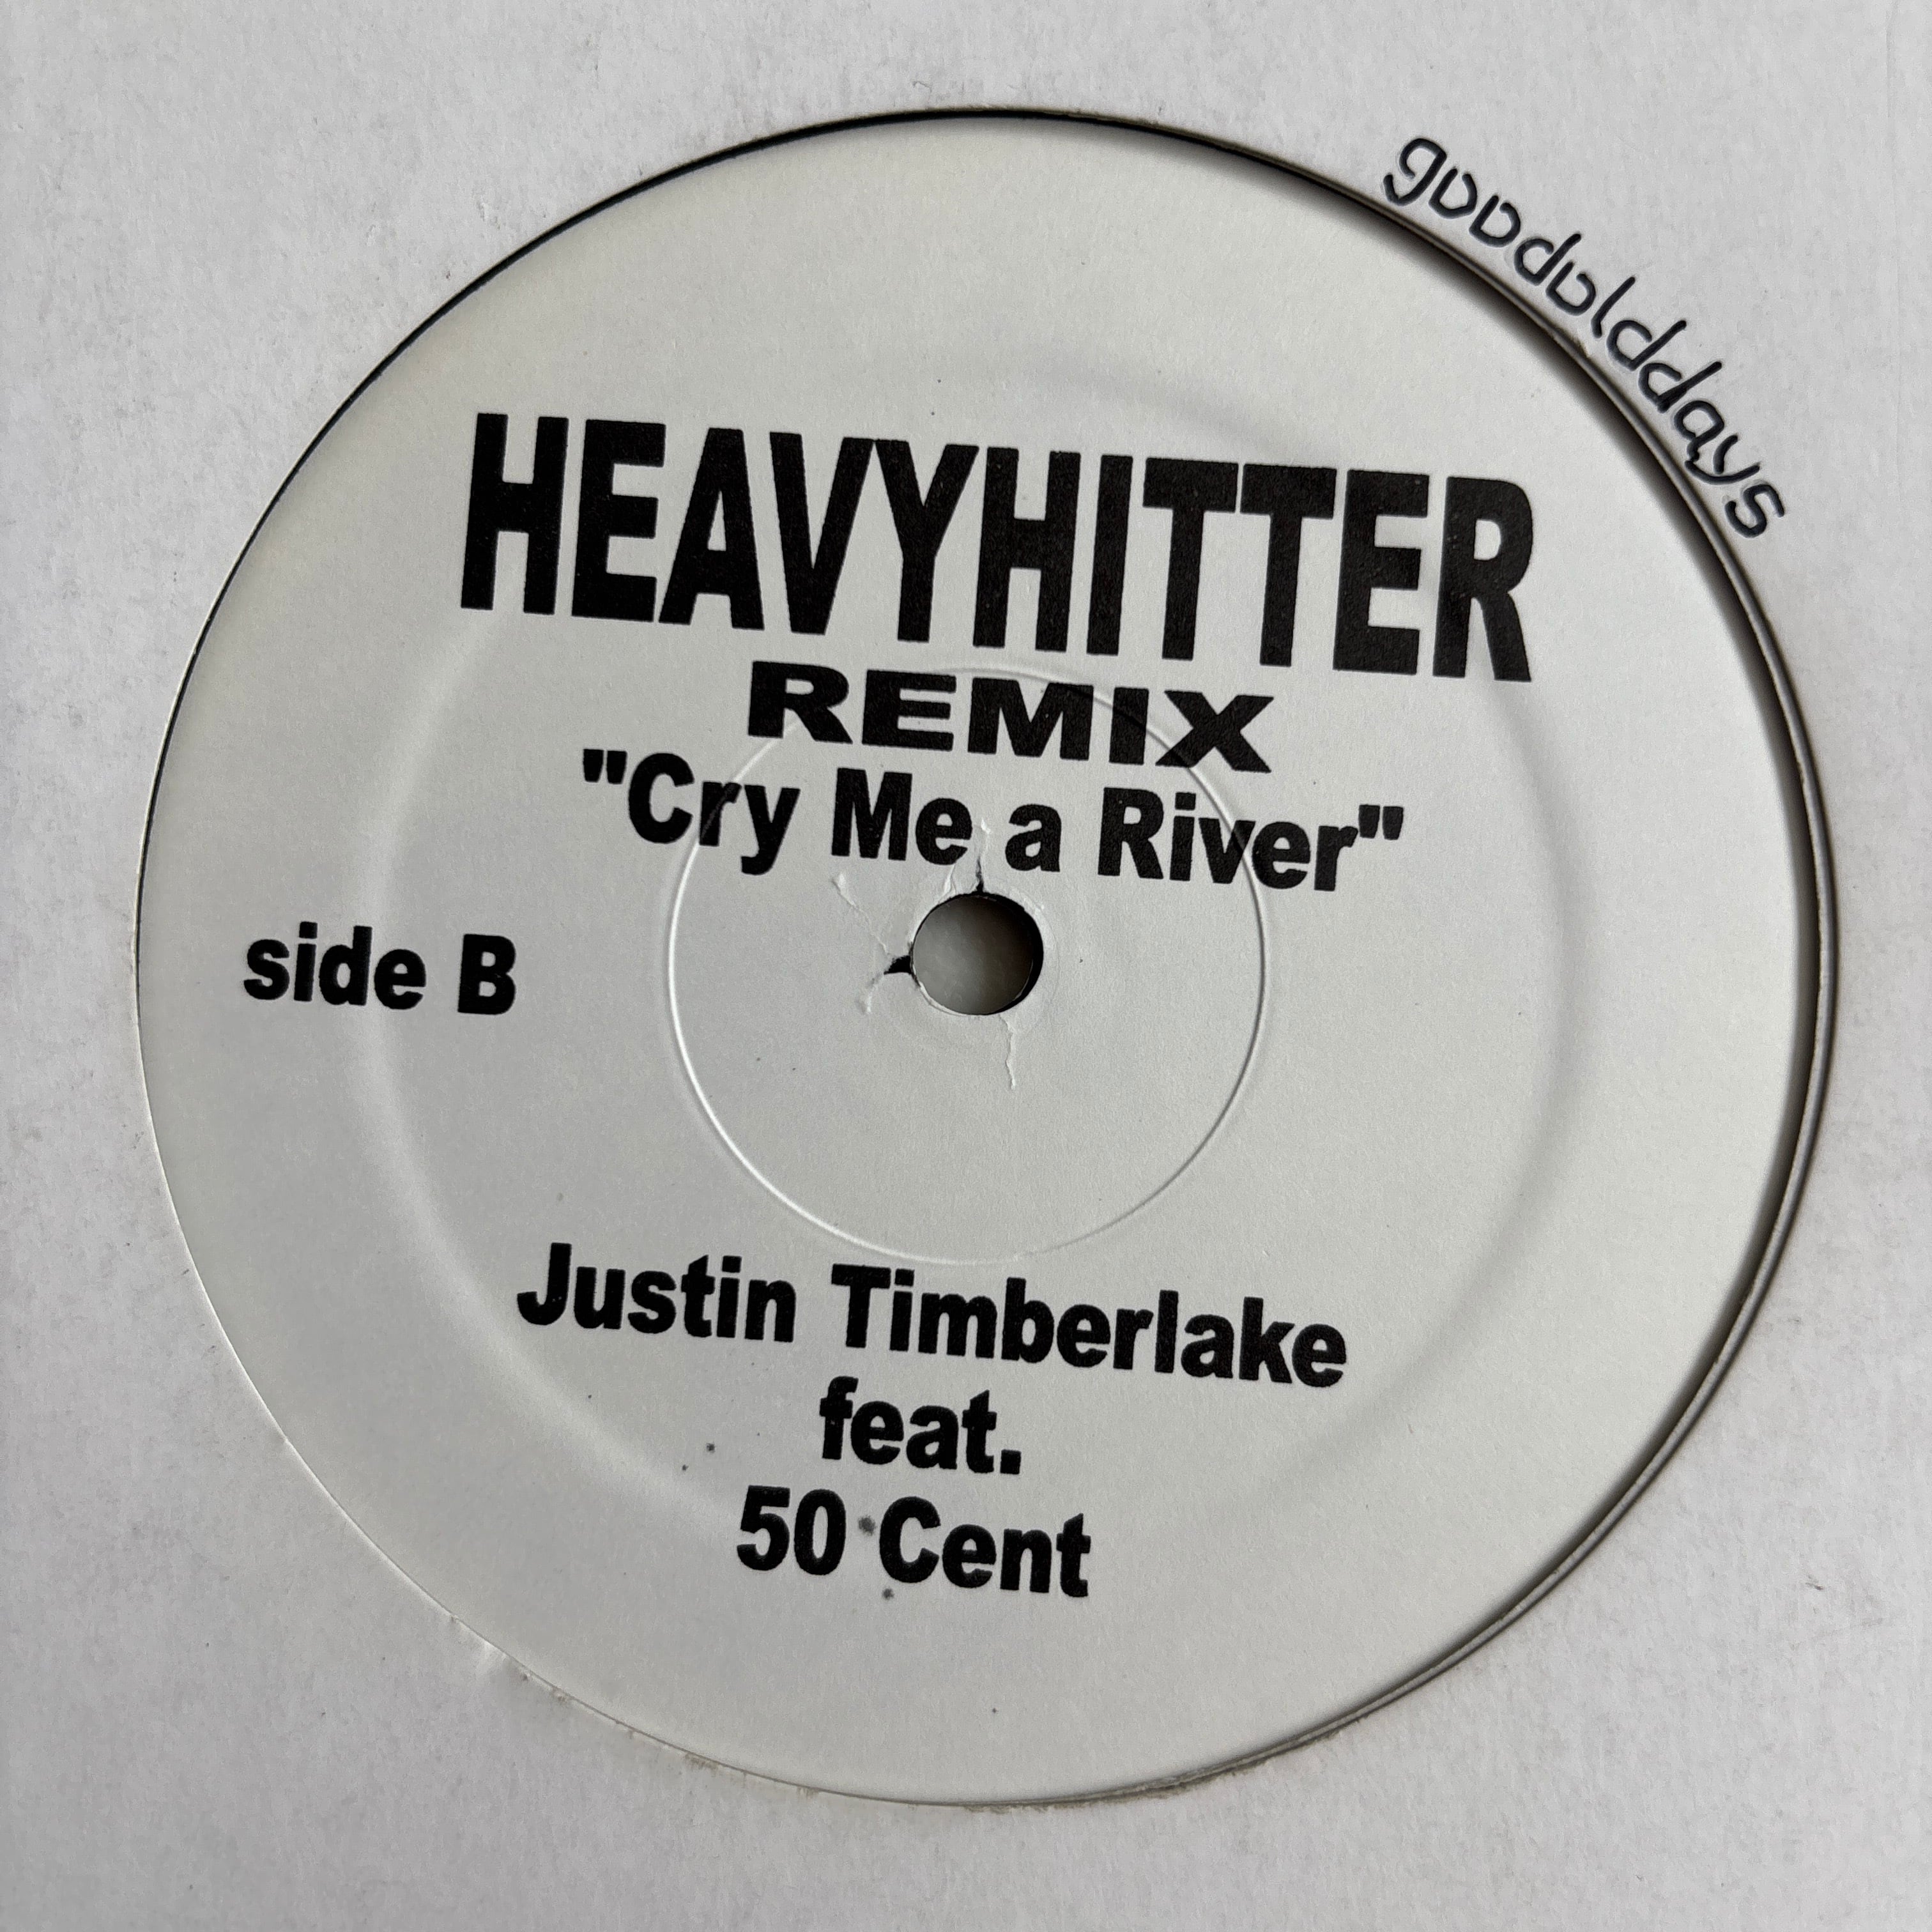 goodolddays
HEAVYHITTER
REMIX
"Cry Me a River"
side B
Justin Timberlake
feat.
50 Cent